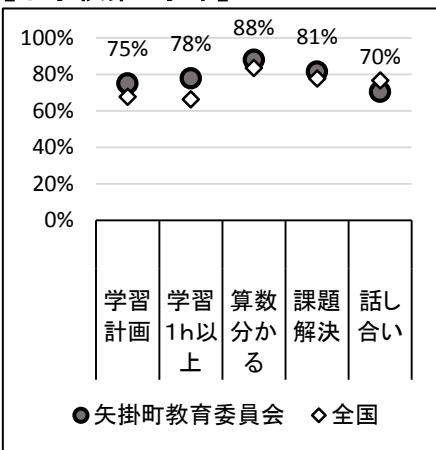 100%
80%
60%
40%
20%
0%
75%
78%
88%
81%
70%
学習
計画
学習
1h以
上
算数
分かる
課題
解決
話し
合い
●矢掛町教育委員会 ◇全国